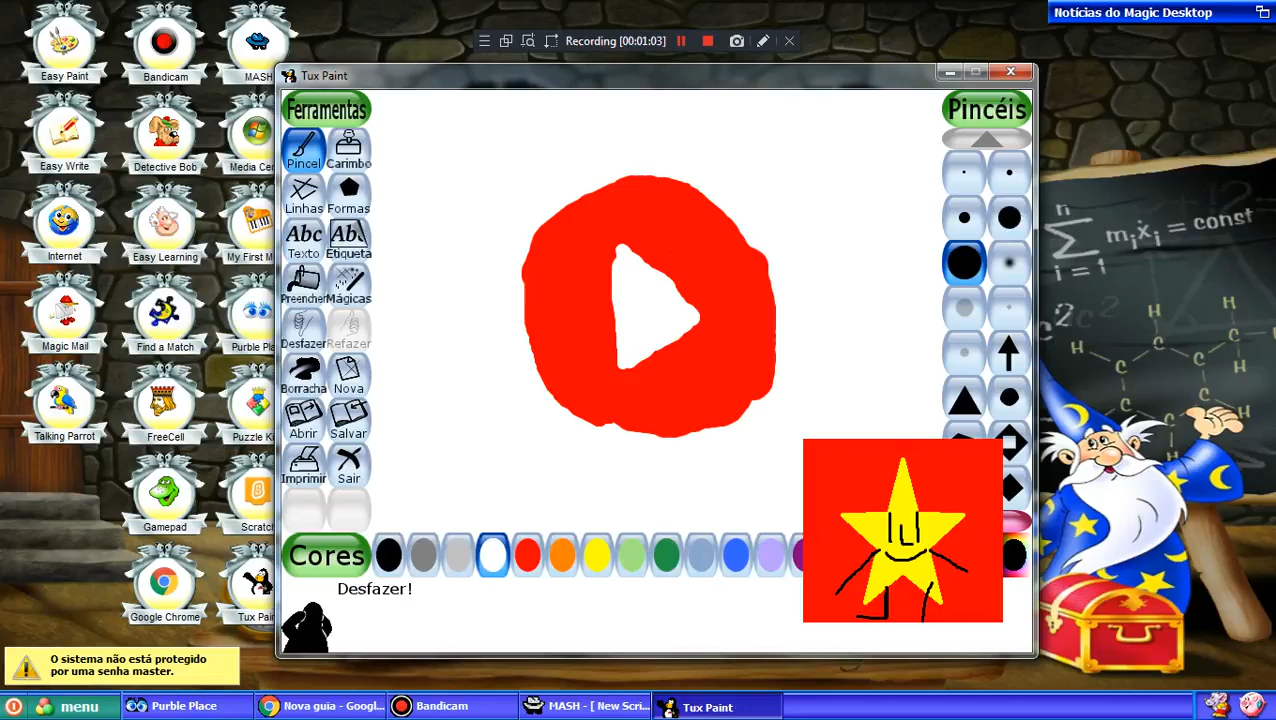 Notícias do Magic Desktop
Recording [00:01:03]
Easy Paint
Bandicam
MASH
Easy Write
Detective Bob
Media Cen
Internet
Easy Learning
My First M
Magic Mail
Find a Match
Purble Pla
Talking Parrot
FreeCell
Puzzle Ki
Gamepad
Scratc
Google Chrome
Tux Pai
Tux Paint
Ferramentas
Pincéis
Pincel
Carimbo
Linhas
Formas
Abc
Abc
Texto
Etiqueta
Preencher
Mágicas
Desfazer
Refazer
Borracha
Nova
Abrir
Salvar
Imprimir
Sair
Cores
Desfazer!
O sistema não está protegido
por uma senha master.
menu
Purble Place
Nova guia - Googl...
Bandicam
MASH - [ New Scri...
Tux Paint